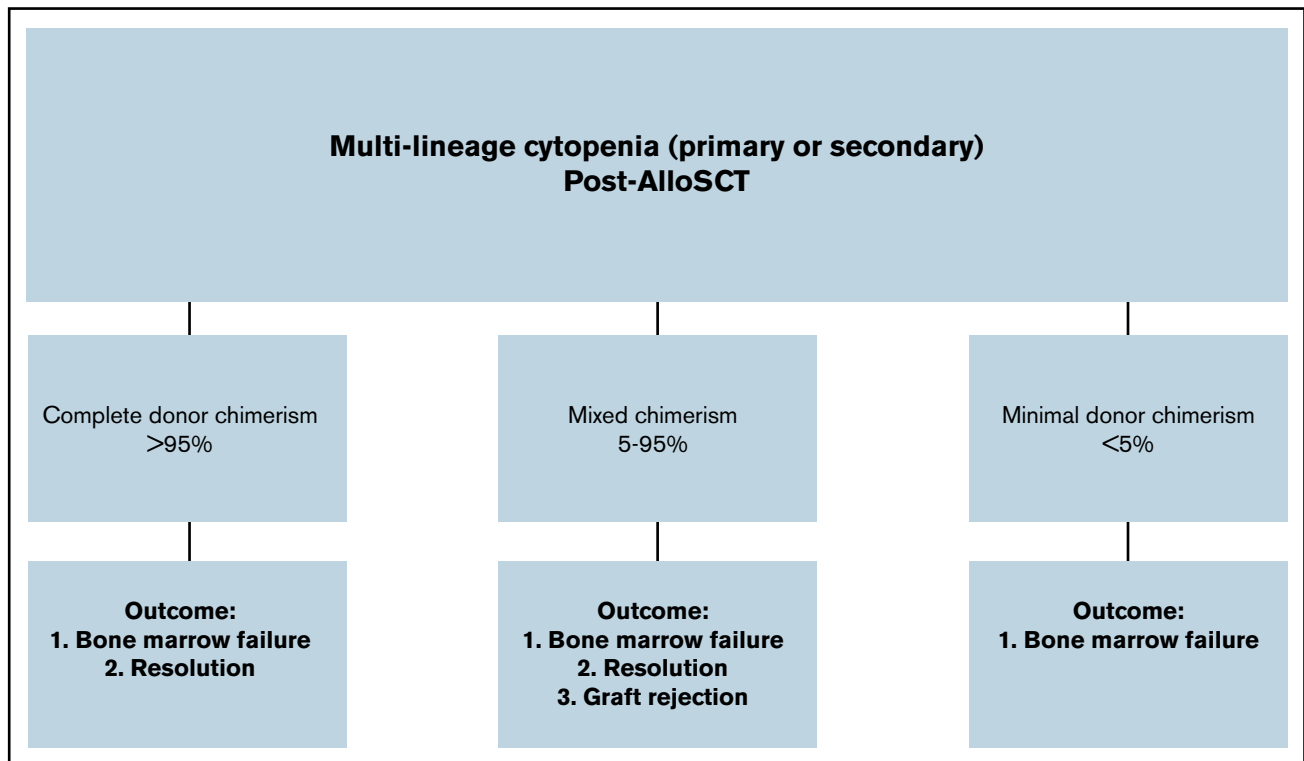 Multi-lineage cytopenia (primary or secondary)
Post-AlloSCT
Complete donor chimerism
>95%
Mixed chimerism
5-95%
Minimal donor chimerism
<5%
Outcome:
1. Bone marrow failure
2. Resolution
Outcome:
1. Bone marrow failure
2. Resolution
3. Graft rejection
Outcome:
1. Bone marrow failure